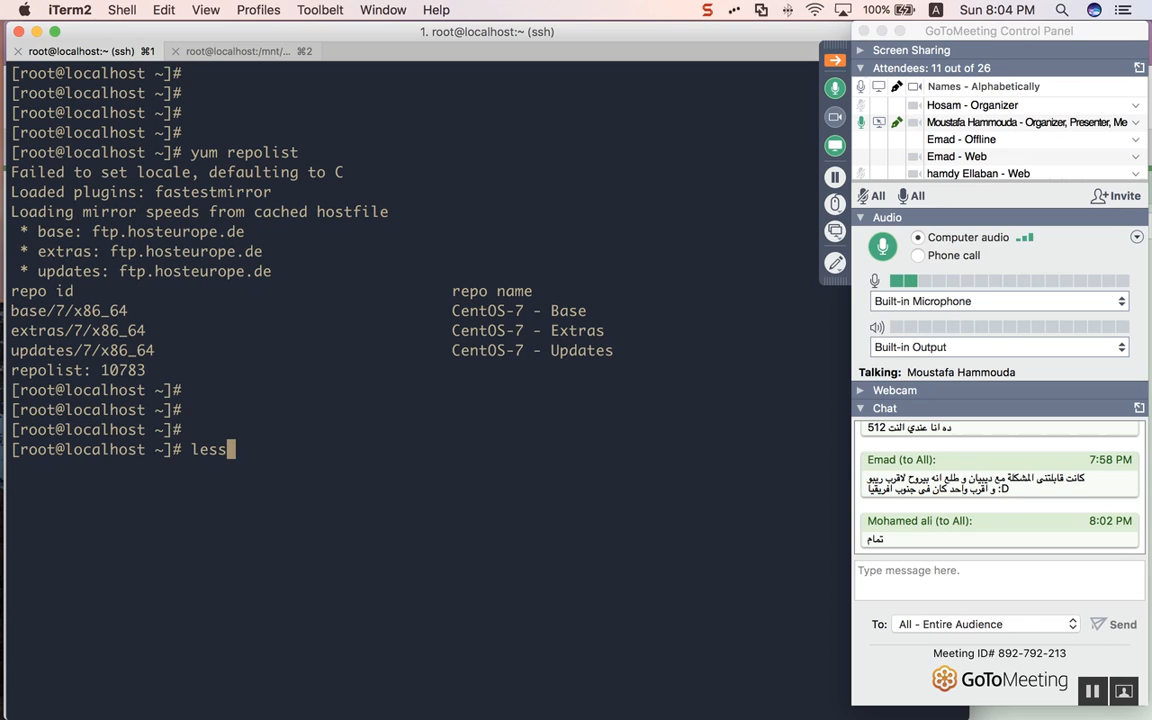 iTerm2 Shell Edit View Profiles Toolbelt Window Help 100% A Sun 8:04 PM
1. root@localhost:~ (ssh)
root@localhost:~ (ssh) ⌘1 root@localhost:/mnt/... ⌘2
[root@localhost ~]#
[root@localhost ~]#
[root@localhost ~]#
[root@localhost ~]#
[root@localhost ~]# yum repolist
Failed to set locale, defaulting to C
Loaded plugins: fastestmirror
Loading mirror speeds from cached hostfile
* base: ftp.hosteurope.de
* extras: ftp.hosteurope.de
* updates: ftp.hosteurope.de
repo id repo name
base/7/x86_64 CentOS-7 - Base
extras/7/x86_64 CentOS-7 - Extras
updates/7/x86_64 CentOS-7 - Updates
repolist: 10783
[root@localhost ~]#
[root@localhost ~]#
[root@localhost ~]#
[root@localhost ~]# less
GoToMeeting Control Panel
Screen Sharing
Attendees: 11 out of 26
Names - Alphabetically
Hosam - Organizer
Moustafa Hammouda - Organizer, Presenter, Me
Emad - Offline
Emad - Web
hamdy Ellaban - Web
All All Invite
Audio
Computer audio
Phone call
Built-in Microphone
Built-in Output
Talking: Moustafa Hammouda
Webcam
Chat
ده انا عندي النت 512
Emad (to All): 7:58 PM
كانت قابلتنى المشكلة مع ديبيان و طلع انه بيروح لاقرب ريبو
و اقرب واحد كان فى جنوب افريقيا :D
Mohamed ali (to All): 8:02 PM
تمام
Type message here.
To: All - Entire Audience Send
Meeting ID# 892-792-213
GoToMeeting